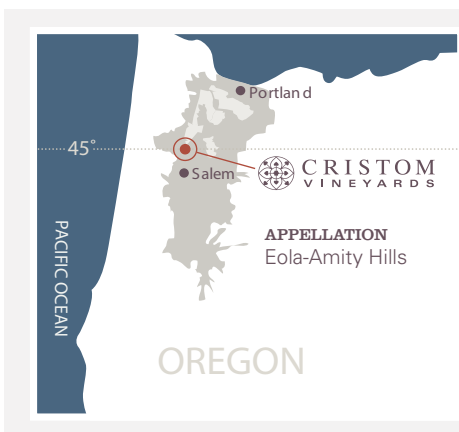 Portland
45°
Salem
CRISTOM
VINEYARDS
APPELLATION
Eola-Amity Hills
PACIFIC OCEAN
OREGON